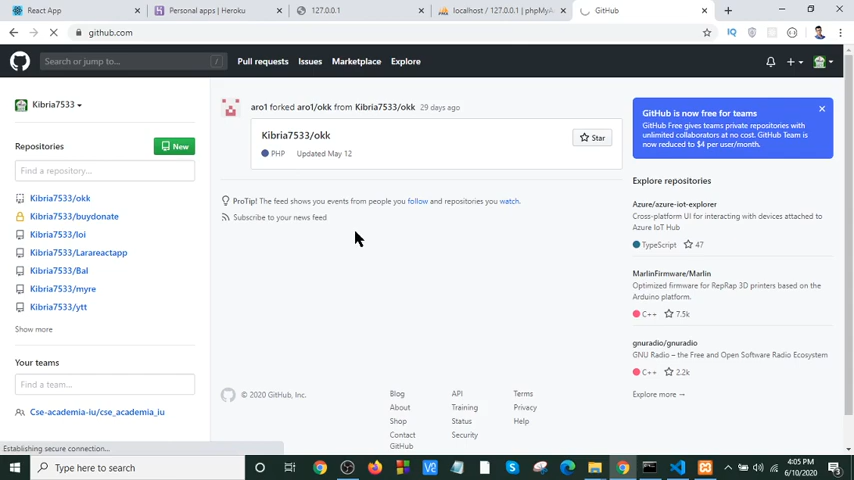 React App
Personal apps | Heroku
127.0.0.1
localhost / 127.0.0.1 | phpMyA
GitHub
github.com
Search or jump to...
/
Pull requests
Issues
Marketplace
Explore
Kibria7533
Repositories
New
Find a repository...
Kibria7533/okk
Kibria7533/buydonate
Kibria7533/loi
Kibria7533/Larareactapp
Kibria7533/Bal
Kibria7533/myre
Kibria7533/ytt
Show more
Your teams
Find a team...
Cse-academia-iu/cse_academia_iu
aro1 forked aro1/okk from Kibria7533/okk 29 days ago
Kibria7533/okk
Star
PHP Updated May 12
ProTip! The feed shows you events from people you follow and repositories you watch.
Subscribe to your news feed
© 2020 GitHub, Inc.
Blog
About
Shop
Contact
GitHub
API
Training
Status
Security
Terms
Privacy
Help
GitHub is now free for teams
GitHub Free gives teams private repositories with
unlimited collaborators at no cost. GitHub Team is
now reduced to $4 per user/month.
Explore repositories
Azure/azure-iot-explorer
Cross-platform UI for interacting with devices attached to
Azure IoT Hub
TypeScript 47
MarlinFirmware/Marlin
Optimized firmware for RepRap 3D printers based on the
Arduino platform.
C++ 7.5k
gnuradio/gnuradio
GNU Radio – the Free and Open Software Radio Ecosystem
C++ 2.2k
Explore more →
Establishing secure connection...
Type here to search
4:05 PM
6/10/2020